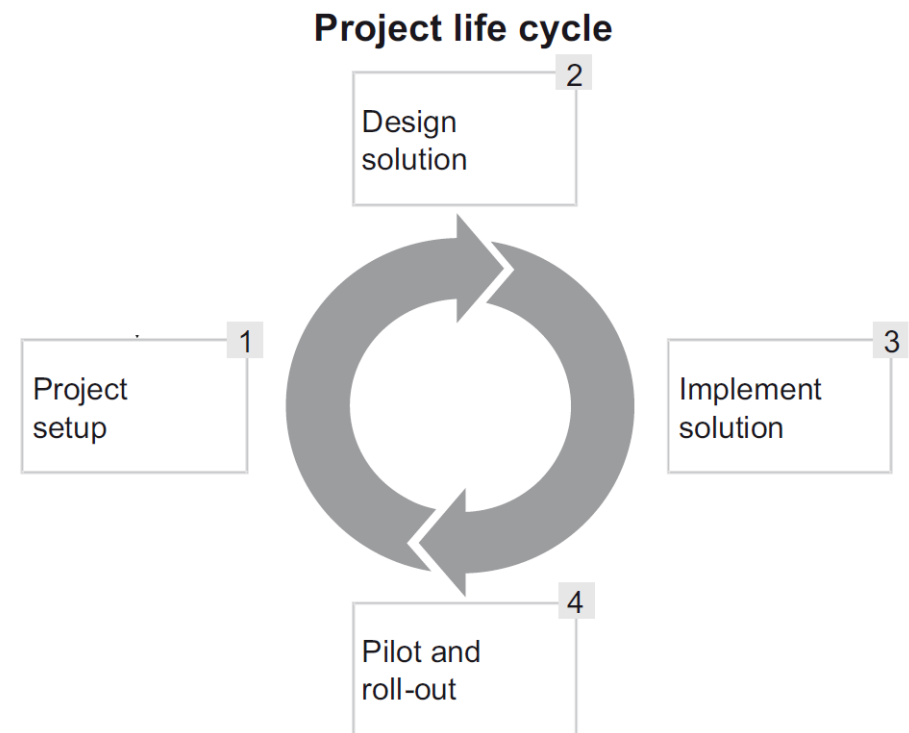 Project life cycle
2
Design
solution
1
Project
setup
3
Implement
solution
4
Pilot and
roll-out